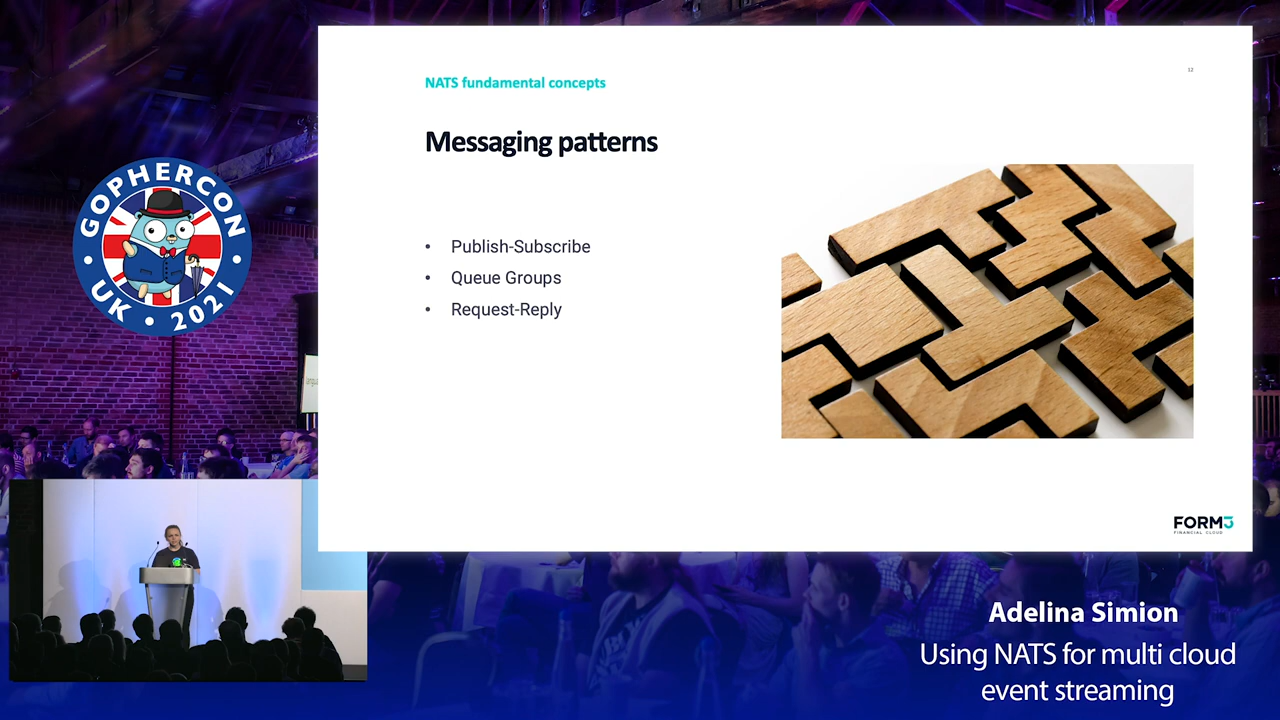 NATS fundamental concepts
12
Messaging patterns
• Publish-Subscribe
• Queue Groups
• Request-Reply
GOPHERCON
UK • 2021
FORM3
FINANCIAL CLOUD
Adelina Simion
Using NATS for multi cloud
event streaming